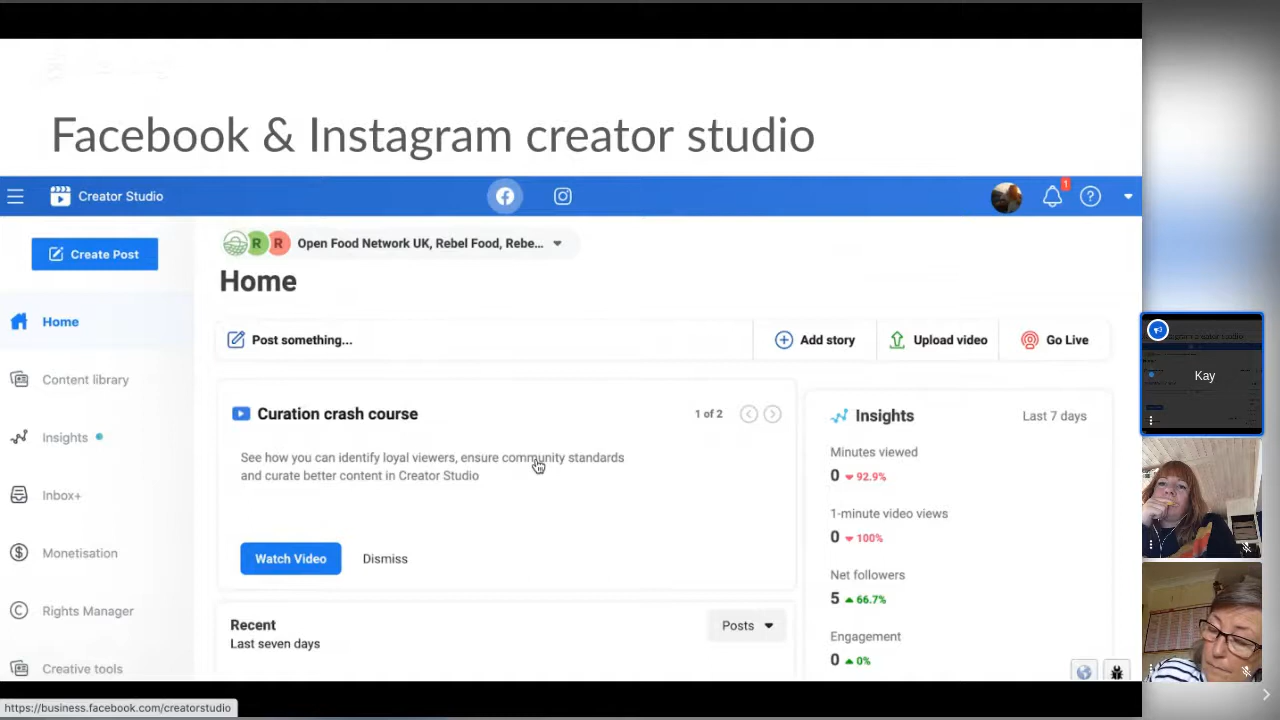 Facebook & Instagram creator studio
Creator Studio
1
?
Create Post
R R Open Food Network UK, Rebel Food, Rebe...
Home
Home
Post something...
Add story
Upload video
Go Live
Content library
Insights
Inbox+
Monetisation
Rights Manager
Creative tools
Curation crash course
1 of 2
See how you can identify loyal viewers, ensure community standards
and curate better content in Creator Studio
Watch Video
Dismiss
Insights
Last 7 days
Minutes viewed
0 92.9%
1-minute video views
0 100%
Net followers
5 66.7%
Engagement
0 0%
Recent
Last seven days
Posts
Kay
https://business.facebook.com/creatorstudio